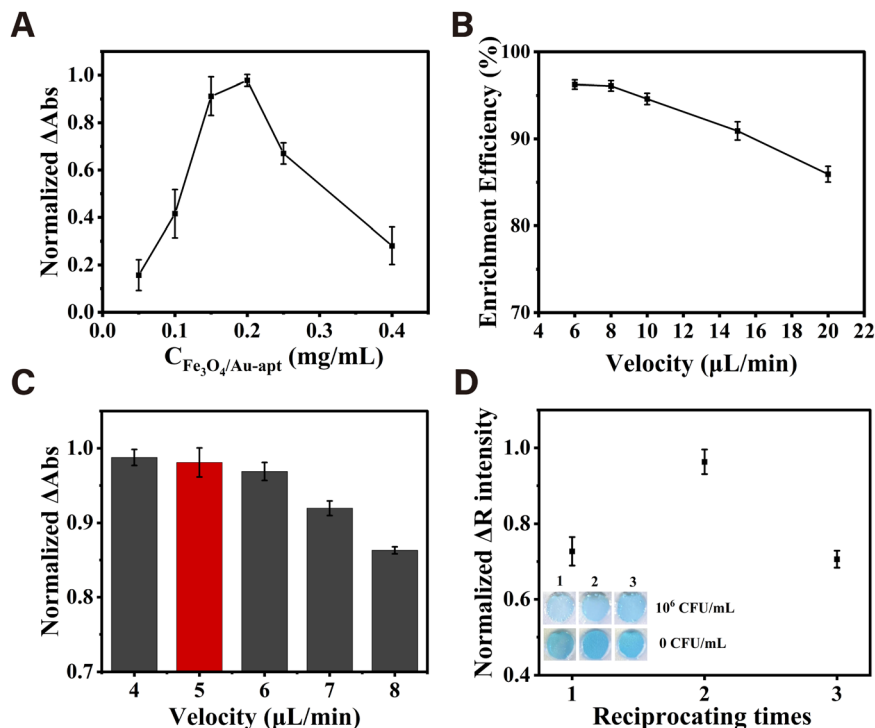 A
Normalized ΔAbs
1.0
0.8
0.6
0.4
0.2
0.0
0.0 0.1 0.2 0.3 0.4
C_Fe₃O₄/Au-apt (mg/mL)
B
Enrichment Efficiency (%)
100
90
80
70
4 6 8 10 12 14 16 18 20 22
Velocity (μL/min)
C
Normalized ΔAbs
1.0
0.9
0.8
0.7
4 5 6 7 8
Velocity (μL/min)
D
Normalized ΔR intensity
1.0
0.8
0.6
0.4
1 2 3
10⁶ CFU/mL
0 CFU/mL
1 2 3
Reciprocating times